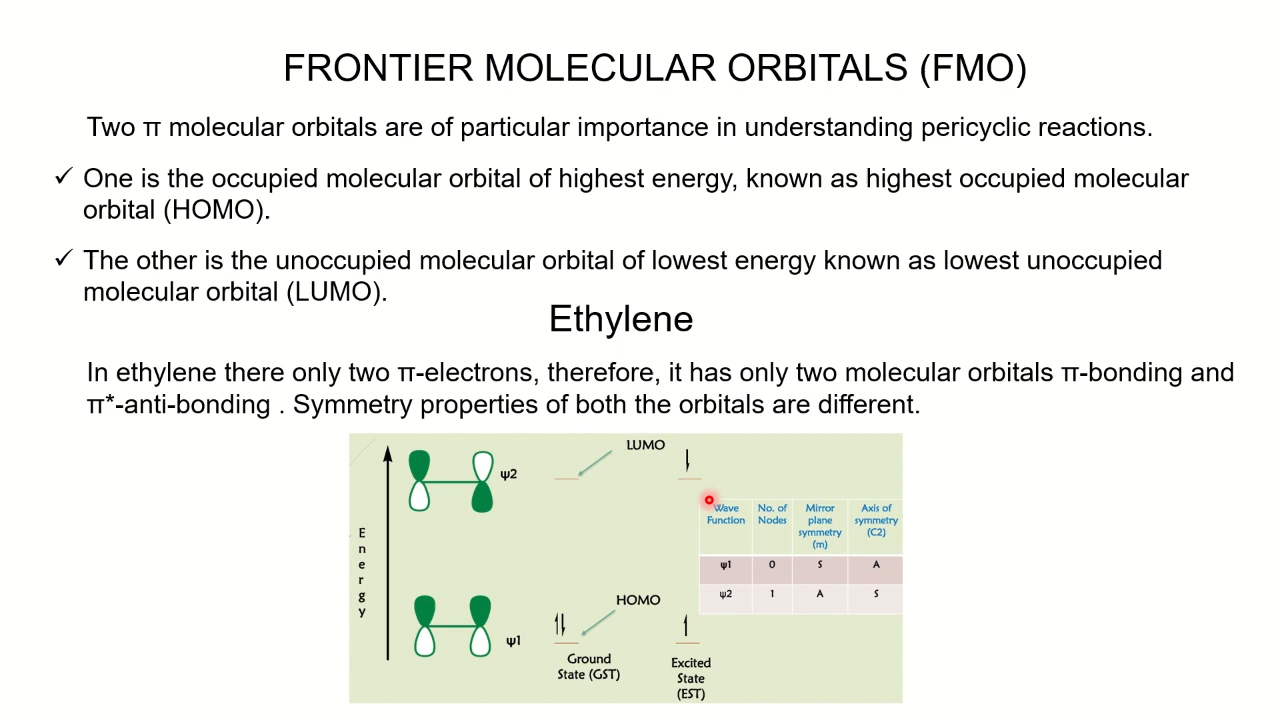 FRONTIER MOLECULAR ORBITALS (FMO)
Two π molecular orbitals are of particular importance in understanding pericyclic reactions.
✓ One is the occupied molecular orbital of highest energy, known as highest occupied molecular
orbital (HOMO).
✓ The other is the unoccupied molecular orbital of lowest energy known as lowest unoccupied
molecular orbital (LUMO).
Ethylene
In ethylene there only two π-electrons, therefore, it has only two molecular orbitals π-bonding and
π*-anti-bonding . Symmetry properties of both the orbitals are different.
LUMO
ψ2
Energy
HOMO
ψ1
Ground
State (GST)
Excited
State
(EST)
Wave
Function
No. of
Nodes
Mirror
plane
symmetry
(m)
Axis of
symmetry
(C2)
ψ1 0 S A
ψ2 1 A S